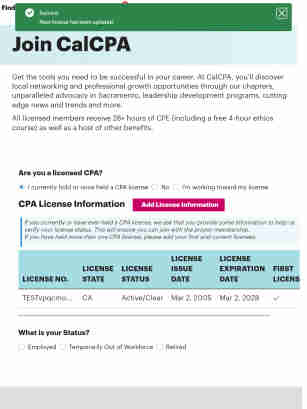 Find
Success
Your license has been updated!
Join CalCPA
Get the tools you need to be successful in your career. At CalCPA, you'll discover
local networking and professional growth opportunities through our chapters,
unparalleled advocacy in Sacramento, leadership development programs, cutting
edge news and trends and more.
All licensed members receive 28+ hours of CPE (including a free 4-hour ethics
course) as well as a host of other benefits.
Are you a licensed CPA?
I currently hold or once held a CPA license No I'm working toward my license
CPA License Information Add License Information
If you currently or have ever held a CPA license, we ask that you provide some information to help us
verify your license status. This will ensure you can join with the proper membership.
If you have held more than one CPA license, please add your first and current licenses.
LICENSE NO. LICENSE STATE LICENSE STATUS LICENSE ISSUE DATE LICENSE EXPIRATION DATE FIRST LICENS
CA Active/Clear Mar 2, 2005 Mar 2, 2028
What is your Status?
Employed Temporarily Out of Workforce Retired